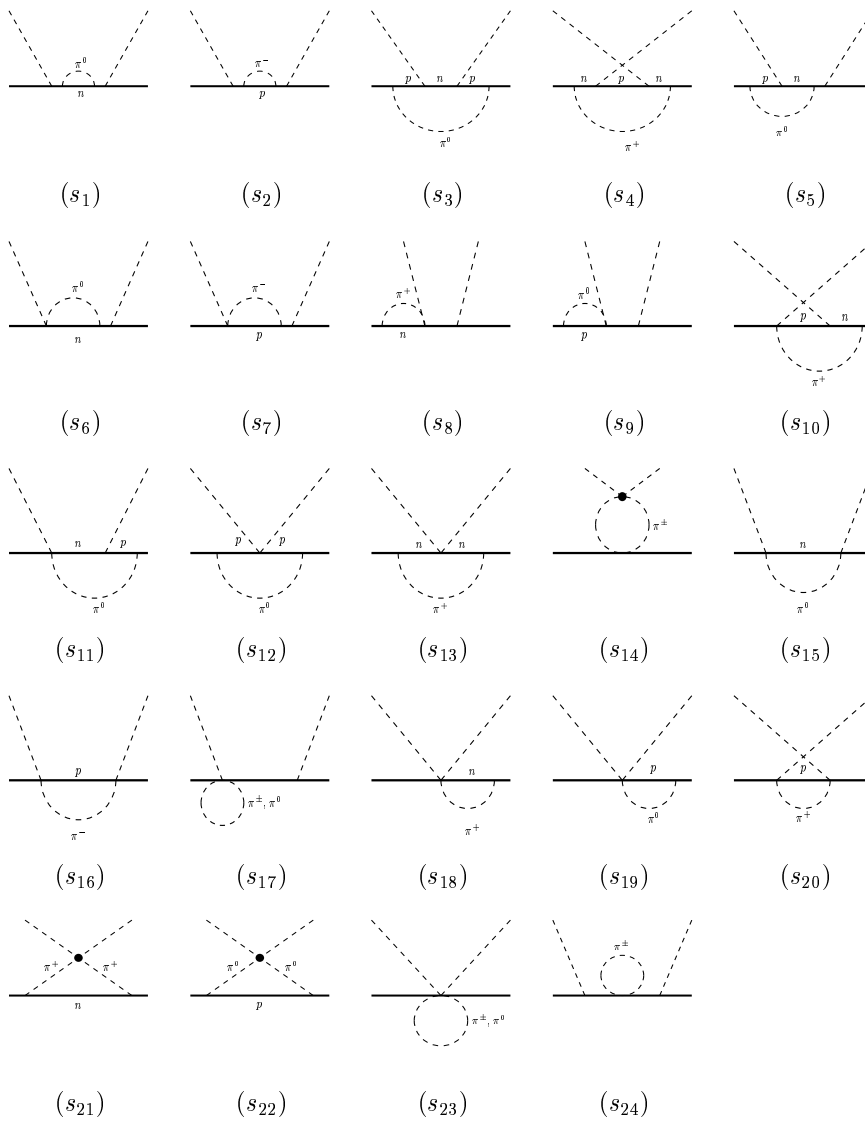 π⁰ π⁻ p n p n p n p n
n p π⁰ π⁺ π⁰
(s₁) (s₂) (s₃) (s₄) (s₅)
π⁰ π⁻ π⁺ π⁰ p n
n p n p π⁺
(s₆) (s₇) (s₈) (s₉) (s₁₀)
n p p p n n π± n
π⁰ π⁰ π⁺ π⁰
(s₁₁) (s₁₂) (s₁₃) (s₁₄) (s₁₅)
p π±, π⁰ n p p
π⁻ π⁺ π⁰ π⁺
(s₁₆) (s₁₇) (s₁₈) (s₁₉) (s₂₀)
π⁺ π⁺ π⁰ π⁰ π±
n p π±, π⁰
(s₂₁) (s₂₂) (s₂₃) (s₂₄)